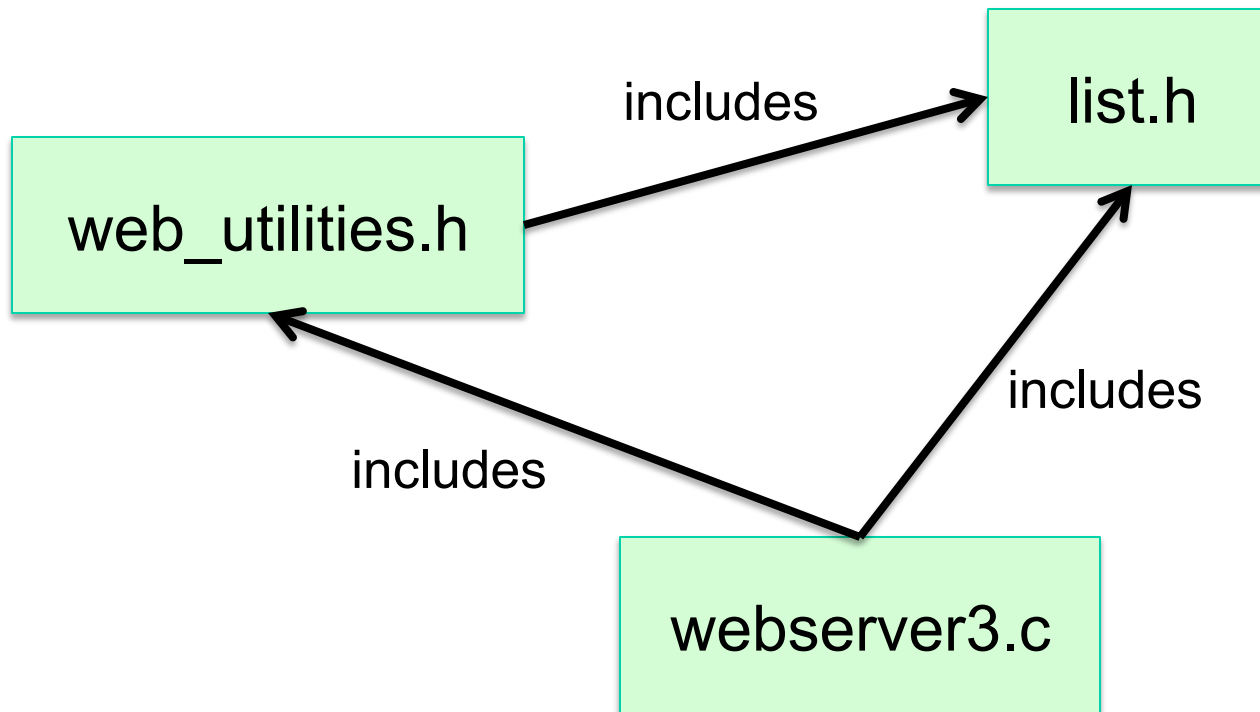 includes
list.h
web_utilities.h
includes
includes
webserver3.c